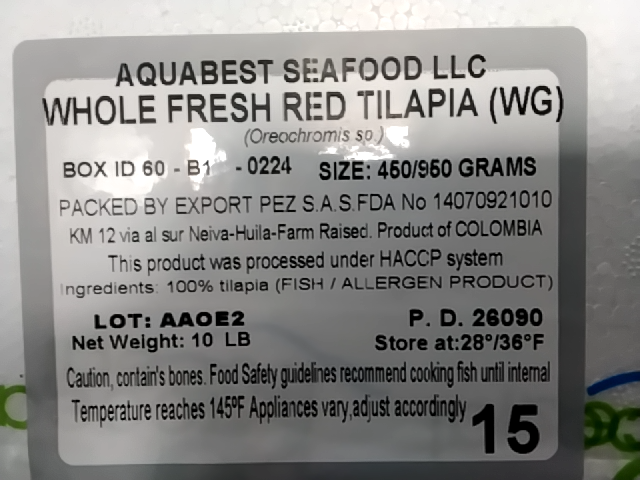 AQUABEST SEAFOOD LLC
WHOLE FRESH RED TILAPIA (WG)
(Oreochromis sp.)
BOX ID 60 - B1 - 0224 SIZE: 450/950 GRAMS
PACKED BY EXPORT PEZ S.A.S.FDA No 14070921010
KM 12 via al sur Neiva-Huila-Farm Raised. Product of COLOMBIA
This product was processed under HACCP system
Ingredients: 100% tilapia (FISH / ALLERGEN PRODUCT)
LOT: AAOE2 P. D. 26090
Net Weight: 10 LB Store at:28°/36°F
Caution, contain's bones. Food Safety guidelines recommend cooking fish until internal
Temperature reaches 145ºF Appliances vary,adjust accordingly
15